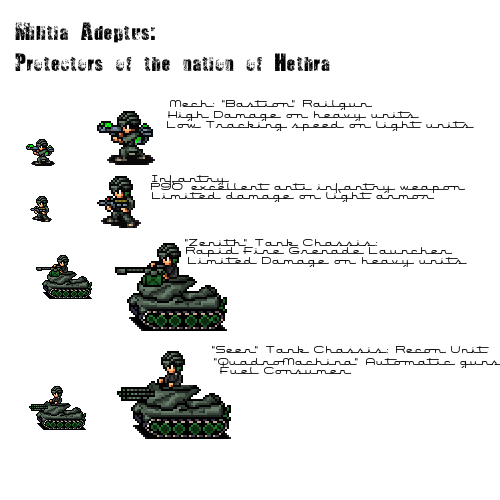 Militia Adeptus:
Protectors of the nation of Hethra
Mech: "Bastion" Railgun
High Damage on heavy units
Low Tracking speed on light units
Infantry
P90 excellent anti infantry weapon
Limited damage on light armor
"Zenith" Tank Chassis:
Rapid Fire Grenade Launcher
Limited Damage on heavy units
"Seer" Tank Chassis: Recon Unit
"QuadroMachina" Automatic guns
Fuel Consumer